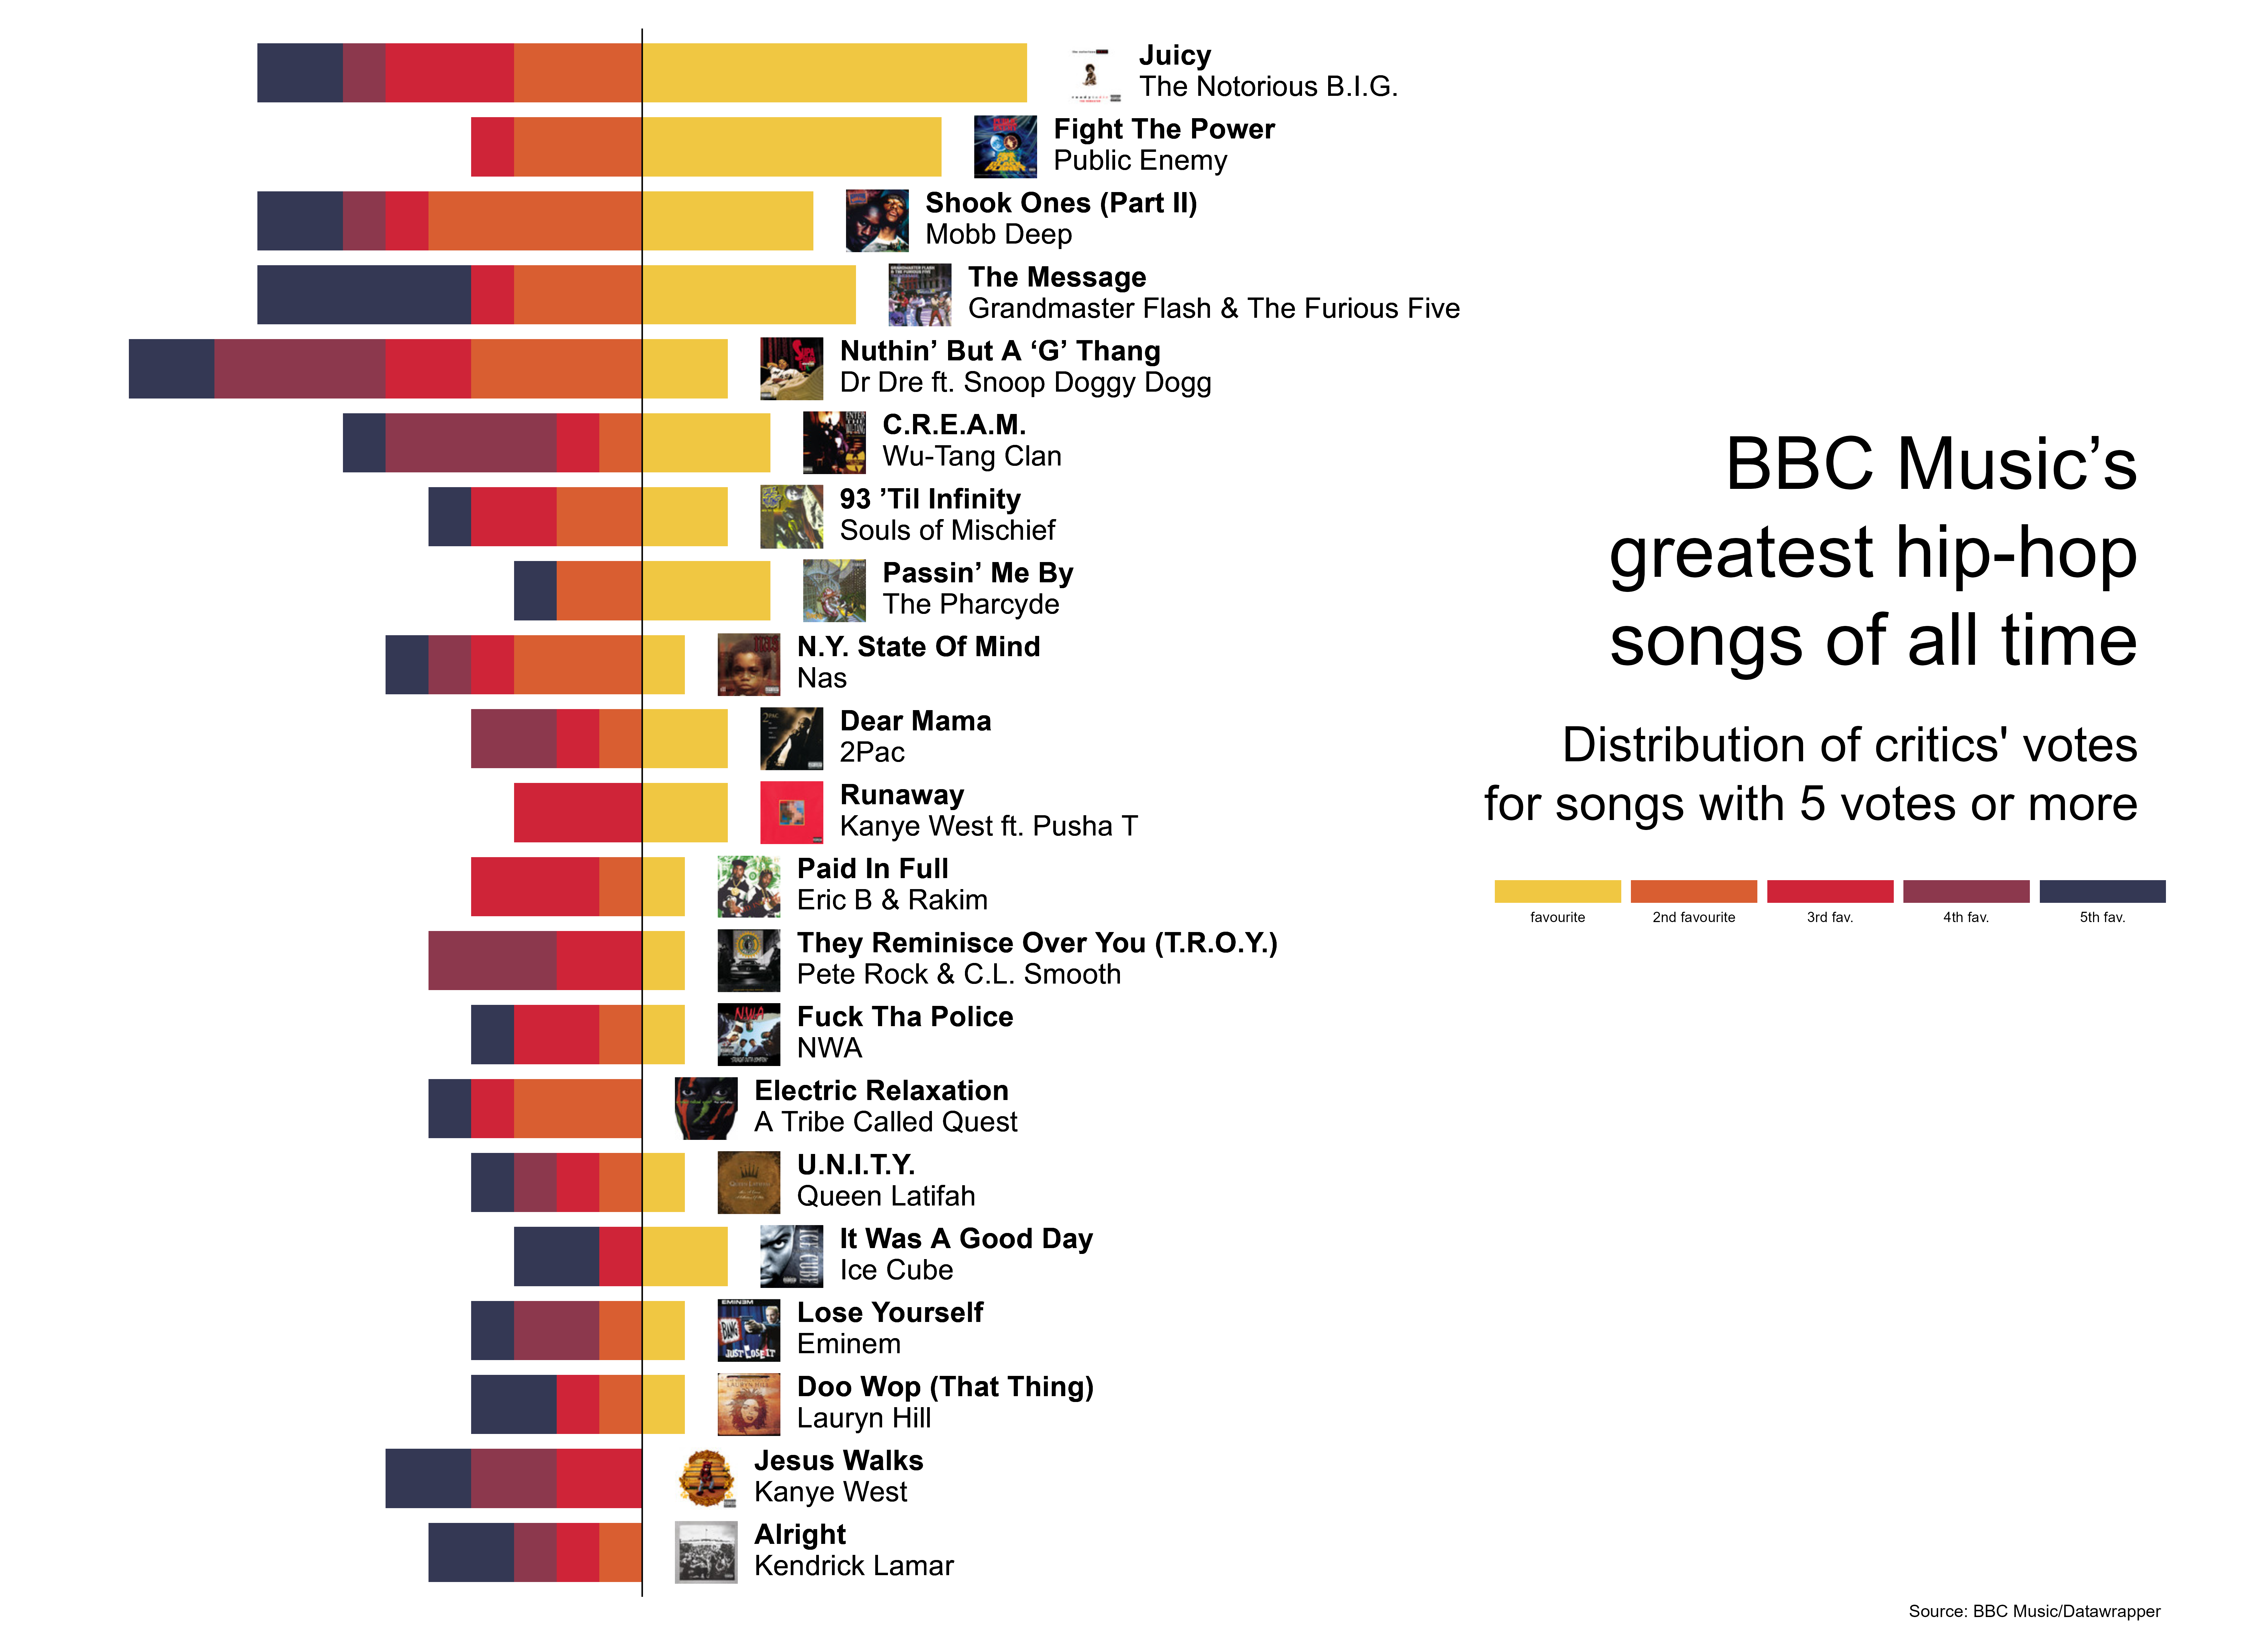 Juicy
The Notorious B.I.G.
Fight The Power
Public Enemy
Shook Ones (Part II)
Mobb Deep
The Message
Grandmaster Flash & The Furious Five
Nuthin’ But A ‘G’ Thang
Dr Dre ft. Snoop Doggy Dogg
C.R.E.A.M.
Wu-Tang Clan
93 ’Til Infinity
Souls of Mischief
Passin’ Me By
The Pharcyde
N.Y. State Of Mind
Nas
Dear Mama
2Pac
Runaway
Kanye West ft. Pusha T
Paid In Full
Eric B & Rakim
They Reminisce Over You (T.R.O.Y.)
Pete Rock & C.L. Smooth
Fuck Tha Police
NWA
Electric Relaxation
A Tribe Called Quest
U.N.I.T.Y.
Queen Latifah
It Was A Good Day
Ice Cube
Lose Yourself
Eminem
Doo Wop (That Thing)
Lauryn Hill
Jesus Walks
Kanye West
Alright
Kendrick Lamar
BBC Music’s
greatest hip-hop
songs of all time
Distribution of critics' votes
for songs with 5 votes or more
favourite 2nd favourite 3rd fav. 4th fav. 5th fav.
Source: BBC Music/Datawrapper